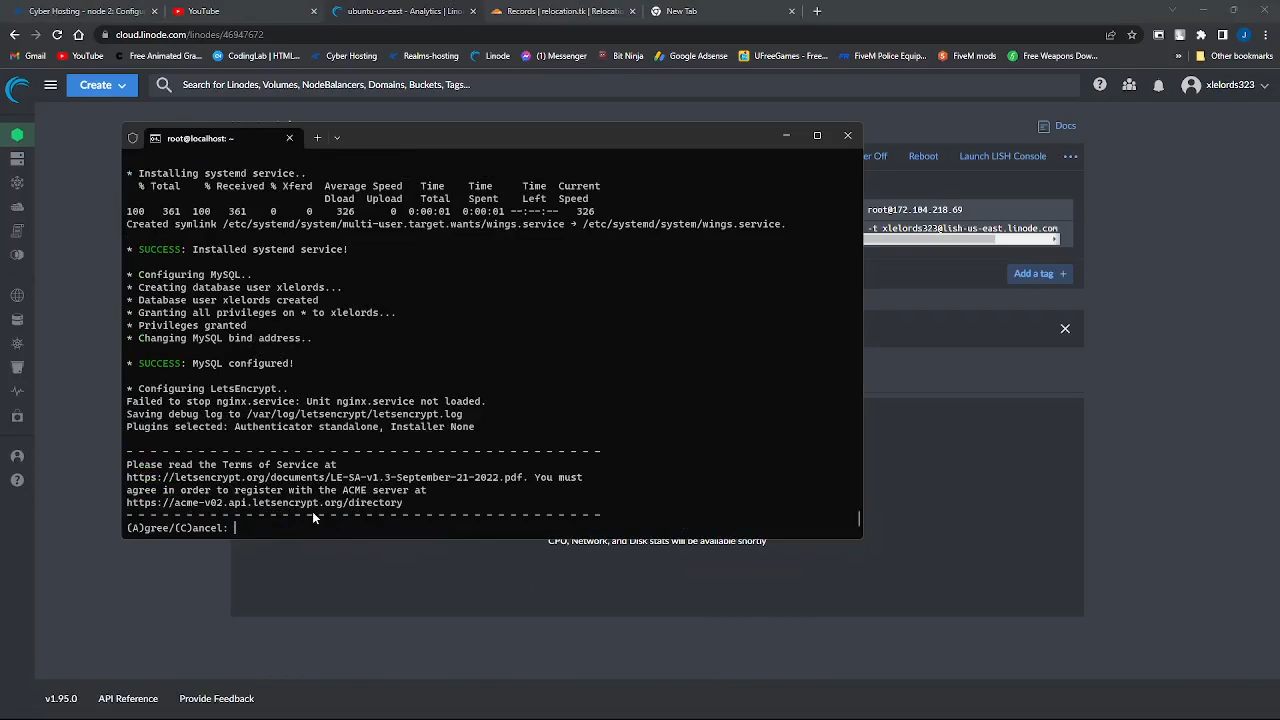 Cyber Hosting - node 2: Configu
YouTube
ubuntu-us-east - Analytics | Lino
Records | relocation.tk | Relocatio
New Tab
cloud.linode.com/linodes/46947672
Gmail
YouTube
Free Animated Gra...
CodingLab | HTML...
Cyber Hosting
Realms-hosting
Linode
(1) Messenger
Bit Ninja
Google Adsense
UFreeGames - Free...
FiveM Police Equip...
FiveM mods
Free Weapons Dow...
Other bookmarks
Create
Search for Linodes, Volumes, NodeBalancers, Domains, Buckets, Tags...
xlelords323
Docs
root@localhost: ~
er Off
Reboot
Launch LISH Console
* Installing systemd service..
% Total % Received % Xferd Average Speed Time Time Time Current
Dload Upload Total Spent Left Speed
100 361 100 361 0 0 326 0 0:00:01 0:00:01 --:--:-- 326
Created symlink /etc/systemd/system/multi-user.target.wants/wings.service → /etc/systemd/system/wings.service.
root@172.104.218.69
-t xlelords323@lish-us-east.linode.com
* SUCCESS: Installed systemd service!
Add a tag +
* Configuring MySQL..
* Creating database user xlelords...
* Database user xlelords created
* Granting all privileges on * to xlelords...
* Privileges granted
* Changing MySQL bind address..
* SUCCESS: MySQL configured!
* Configuring LetsEncrypt..
Failed to stop nginx.service: Unit nginx.service not loaded.
Saving debug log to /var/log/letsencrypt/letsencrypt.log
Plugins selected: Authenticator standalone, Installer None
- - - - - - - - - - - - - - - - - - - - - - - - - - - - - - - - - - - - - - - -
Please read the Terms of Service at
https://letsencrypt.org/documents/LE-SA-v1.3-September-21-2022.pdf. You must
agree in order to register with the ACME server at
https://acme-v02.api.letsencrypt.org/directory
- - - - - - - - - - - - - - - - - - - - - - - - - - - - - - - - - - - - - - - -
(A)gree/(C)ancel:
CPU, Network, and Disk stats will be available shortly
v1.95.0
API Reference
Provide Feedback